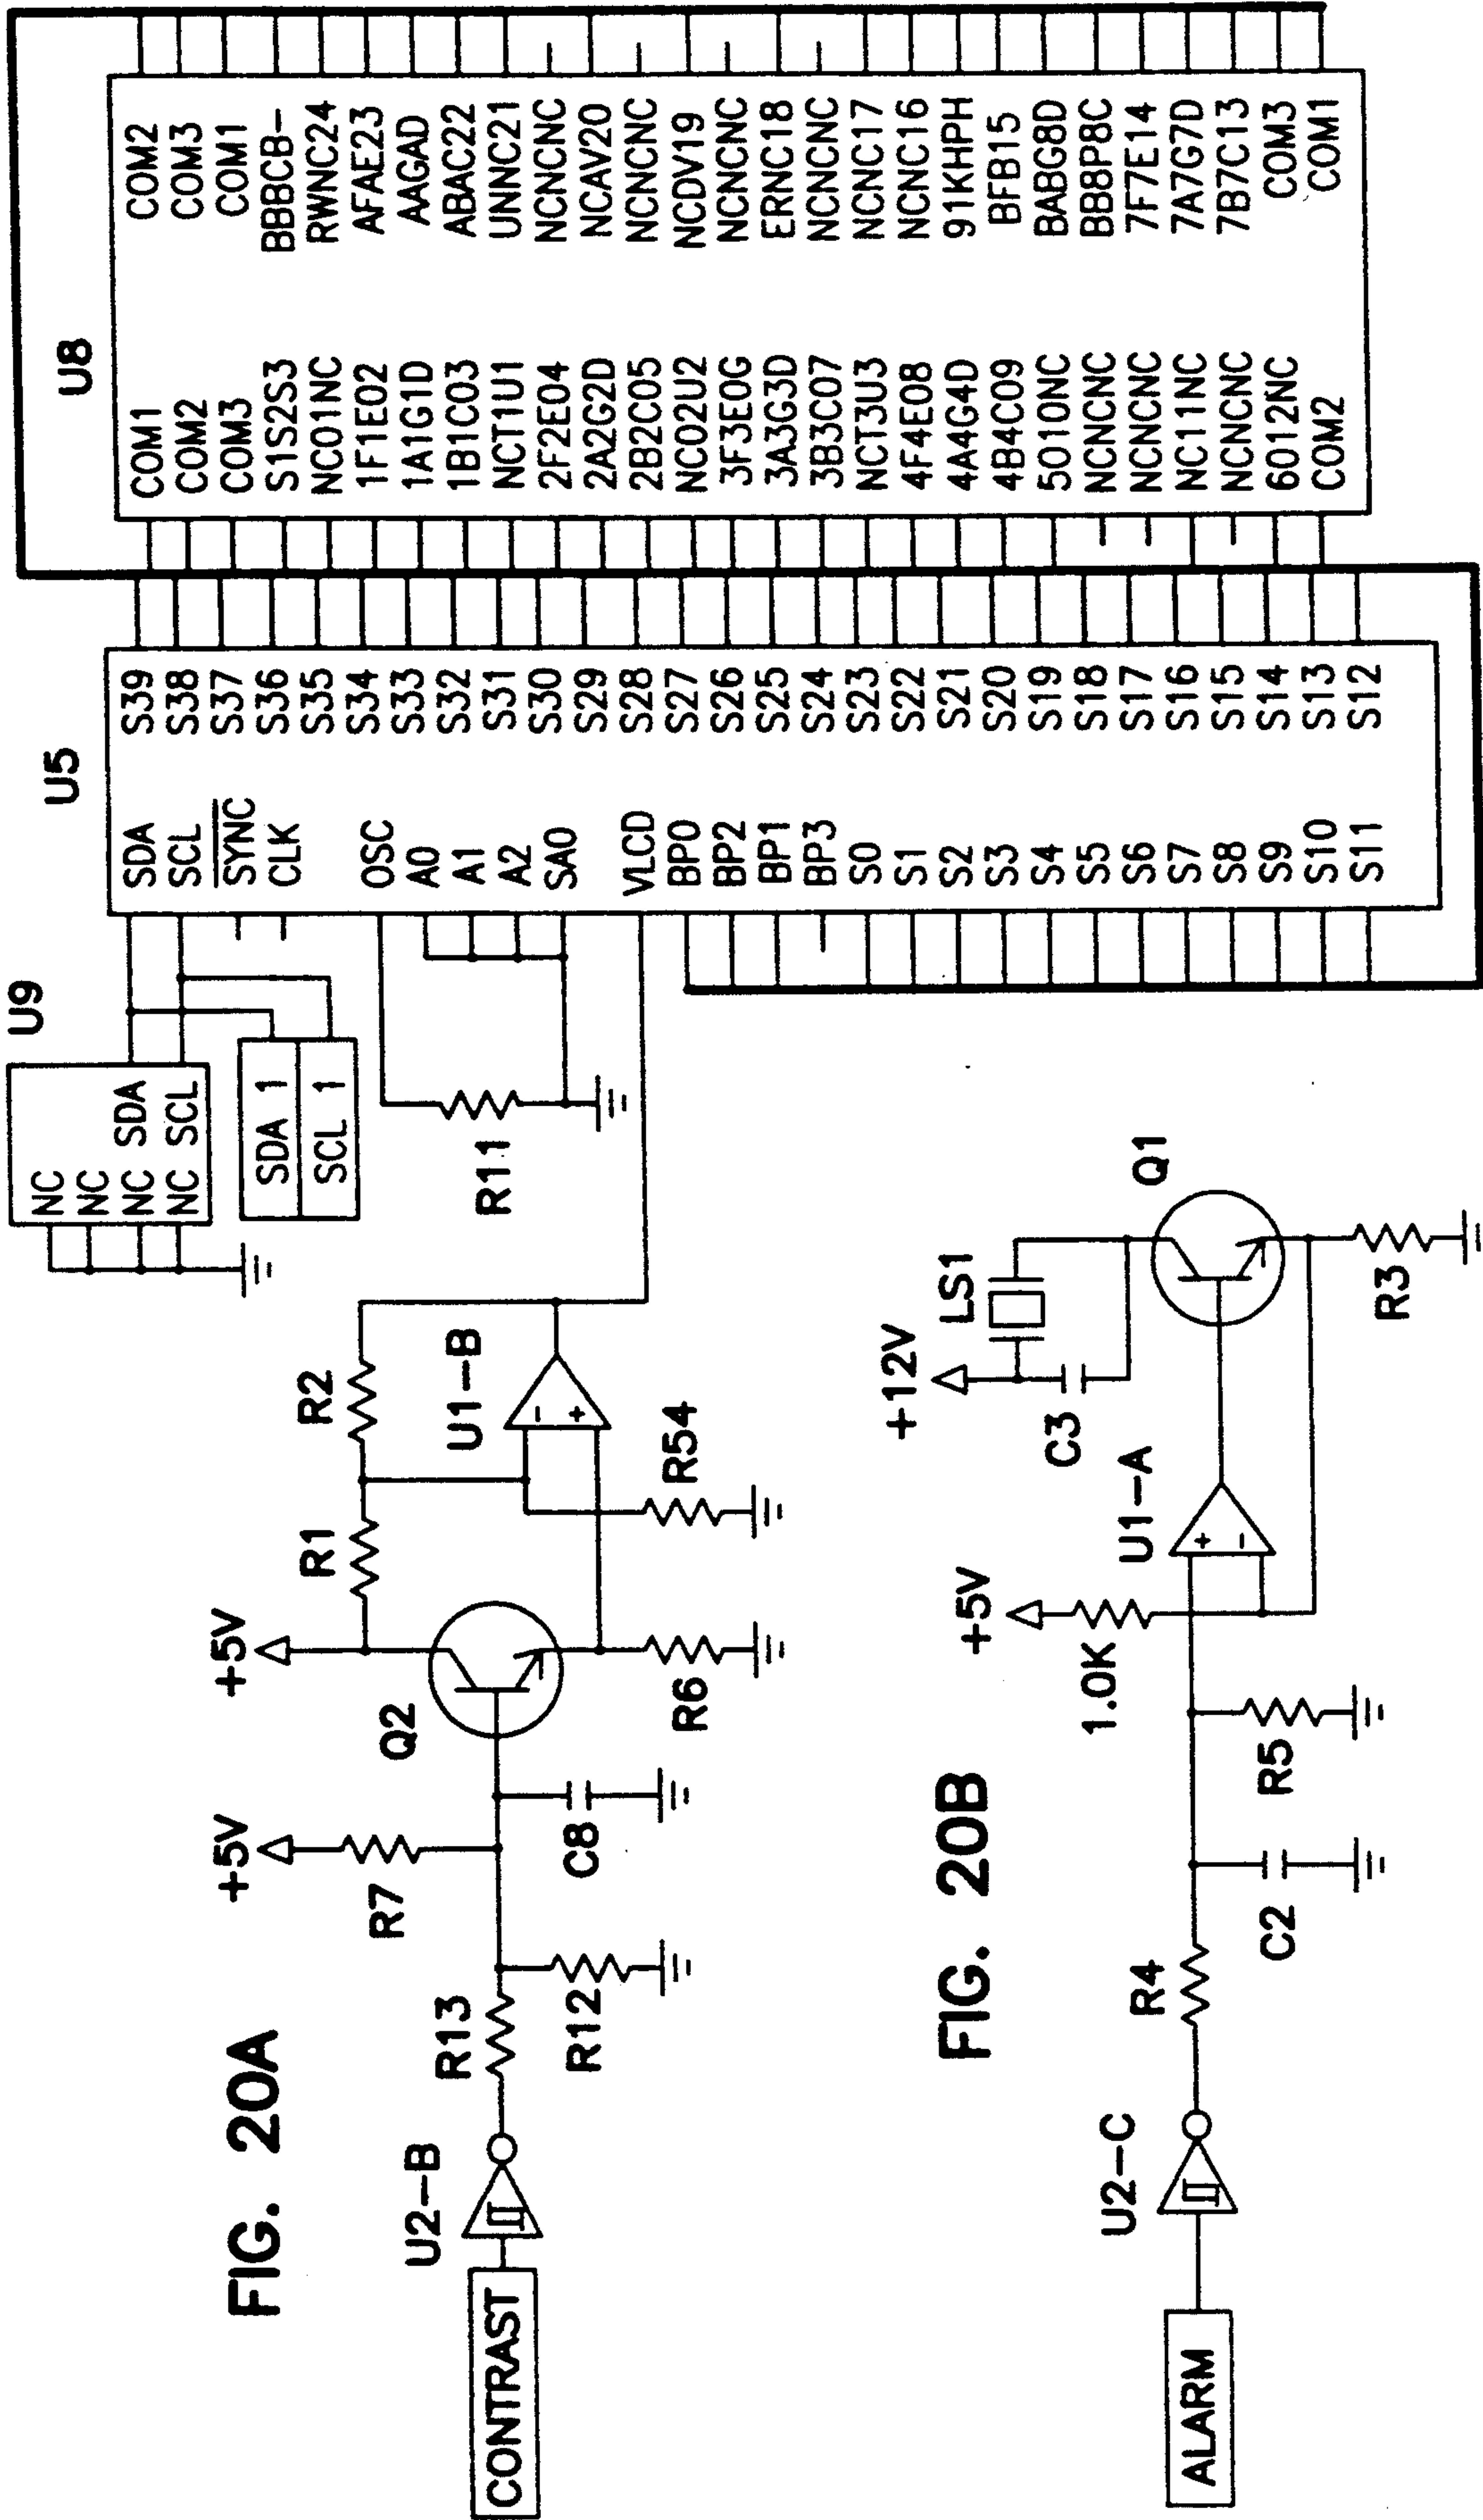 FIG. 20A
CONTRAST
U2-B
R13
R12
R7
+5V
C8
Q2
+5V
R6
R1
R2
U1-B
-
+
R54
U9
NC
NC
NC SDA
NC SCL
SDA 1
SCL 1
R11
U5
SDA
SCL
SYNC
CLK
OSC
A0
A1
A2
SA0
VLCD
BP0
BP2
BP1
BP3
S0
S1
S2
S3
S4
S5
S6
S7
S8
S9
S10
S11
S39
S38
S37
S36
S35
S34
S33
S32
S31
S30
S29
S28
S27
S26
S25
S24
S23
S22
S21
S20
S19
S18
S17
S16
S15
S14
S13
S12
U8
COM1
COM2
COM3
S1S2S3
NC01NC
1F1E02
1A1G1D
1B1C03
NCT1U1
2F2E04
2A2G2D
2B2C05
NC02U2
3F3E0G
3A3G3D
3B3C07
NCT3U3
4F4E08
4A4G4D
4B4C09
5010NC
NCNCNC
NCNCNC
NC11NC
NCNCNC
6012NC
COM2
COM2
COM3
COM1
BBBCB-
RWNC24
AFAE23
AAGAD
ABAC22
UNNC21
NCNCNC
NCAV20
NCNCNC
NCDV19
NCNCNC
ERNC18
NCNCNC
NCNC17
NCNC16
91KHPH
BFB15
BABG8D
BB8P8C
7F7E14
7A7G7D
7B7C13
COM3
COM1
FIG. 20B
ALARM
U2-C
R4
C2
R5
+5V
1.0K
U1-A
+
-
+12V
C3
LS1
Q1
R3